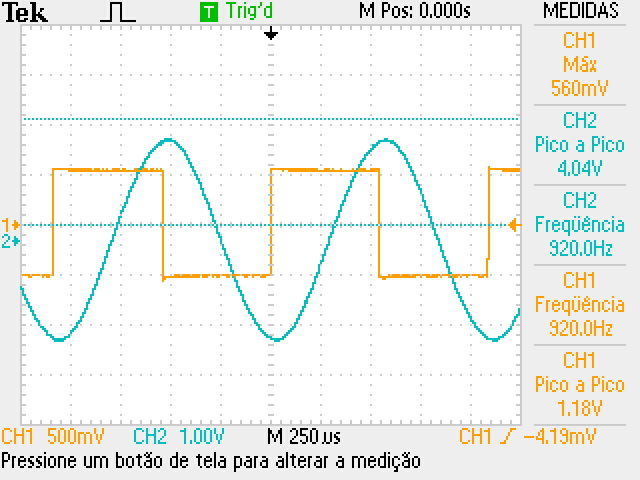 Tek T Trig'd M Pos: 0.000s MEDIDAS
CH1
Máx
560mV
CH2
Pico a Pico
4.04V
CH2
Freqüência
920.0Hz
CH1
Freqüência
920.0Hz
CH1
Pico a Pico
1.18V
1
2
CH1 500mV CH2 1.00V M 250µs CH1 -4.19mV
Pressione um botão de tela para alterar a medição